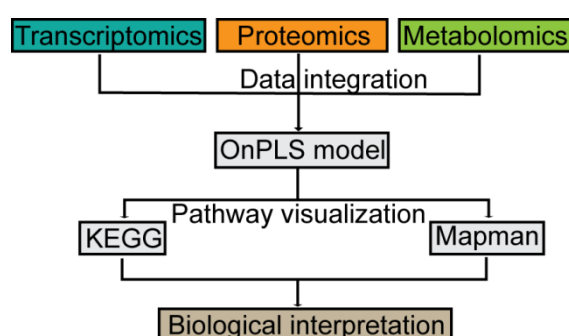 Transcriptomics Proteomics Metabolomics
Data integration
OnPLS model
Pathway visualization
KEGG Mapman
Biological interpretation